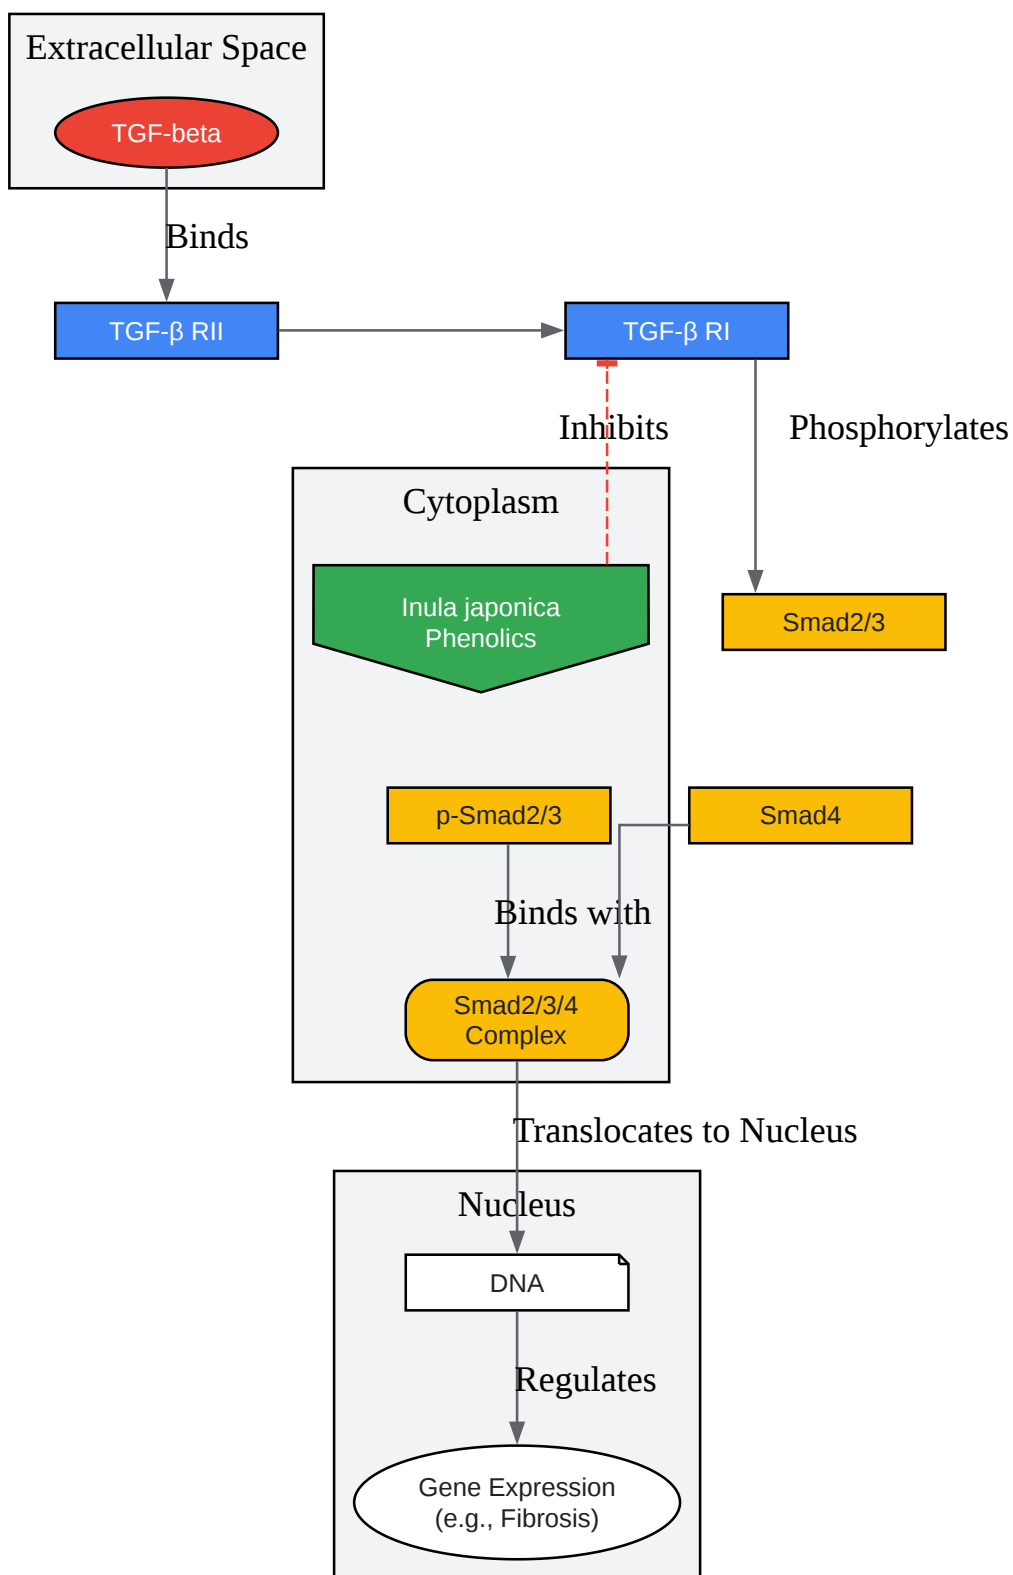 Extracellular Space
TGF-beta
Binds
TGF-β RII
TGF-β RI
Inhibits
Phosphorylates
Cytoplasm
Inula japonica
Phenolics
Smad2/3
p-Smad2/3
Smad4
Binds with
Smad2/3/4
Complex
Translocates to Nucleus
Nucleus
DNA
Regulates
Gene Expression
(e.g., Fibrosis)